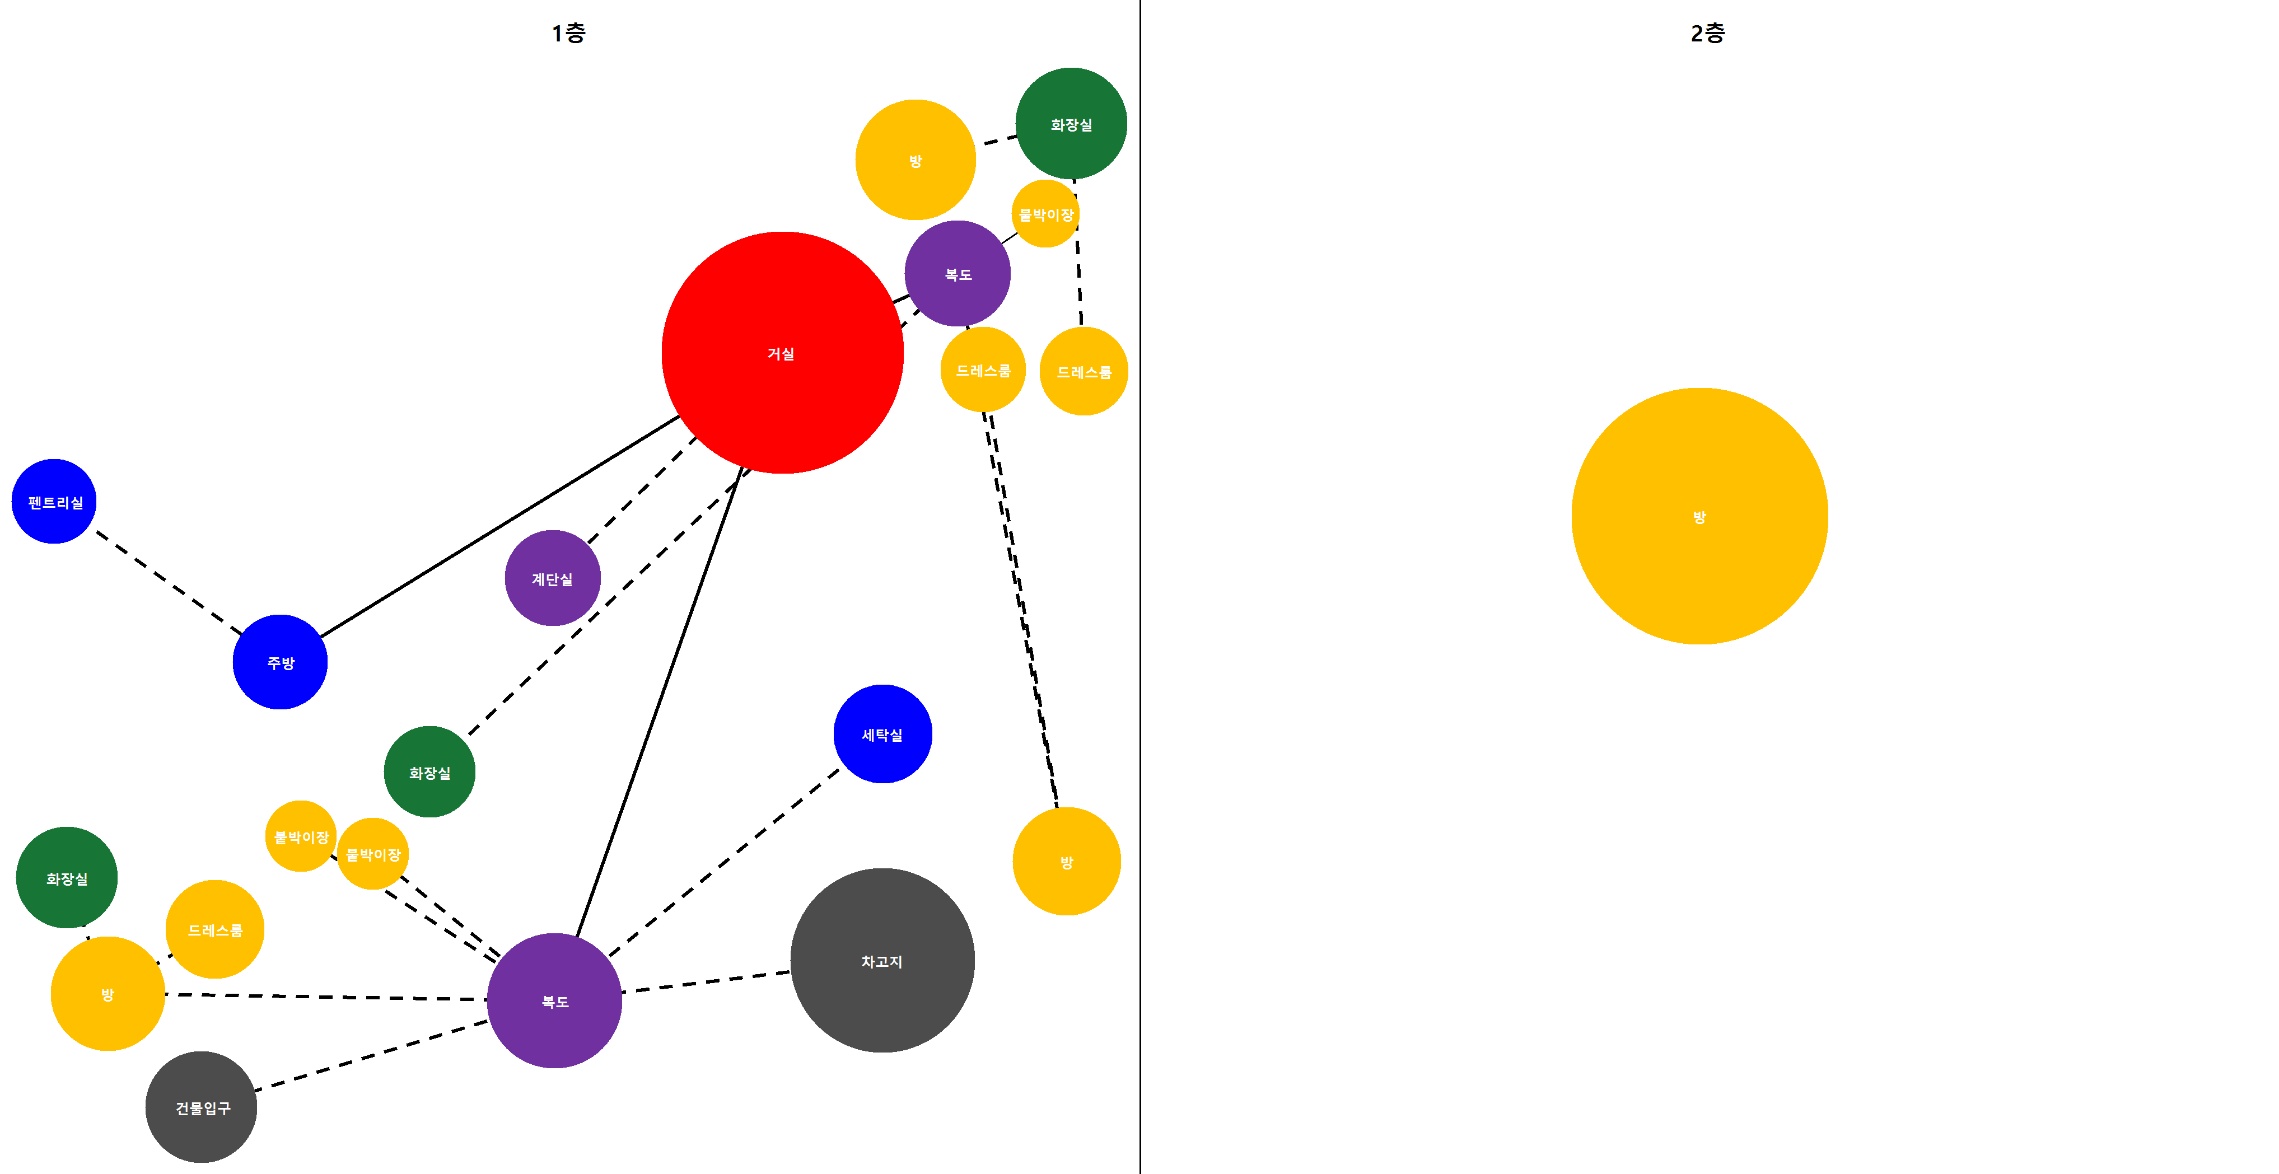 1층
2층
화장실
방
붙박이장
복도
거실
드레스룸
드레스룸
펜트리실
방
계단실
주방
세탁실
화장실
붙박이장
붙박이장
방
화장실
드레스룸
차고지
방
복도
건물입구